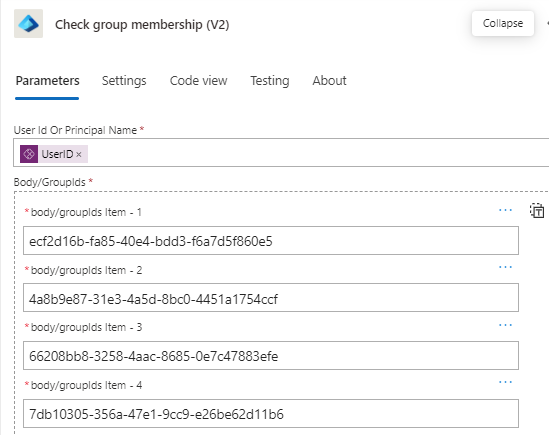 Check group membership (V2)
Collapse
Parameters Settings Code view Testing About
User Id Or Principal Name *
UserID ×
Body/GroupIds *
* body/groupIds Item - 1
ecf2d16b-fa85-40e4-bdd3-f6a7d5f860e5
* body/groupIds Item - 2
4a8b9e87-31e3-4a5d-8bc0-4451a1754ccf
* body/groupIds Item - 3
66208bb8-3258-4aac-8685-0e7c47883efe
* body/groupIds Item - 4
7db10305-356a-47e1-9cc9-e26be62d11b6